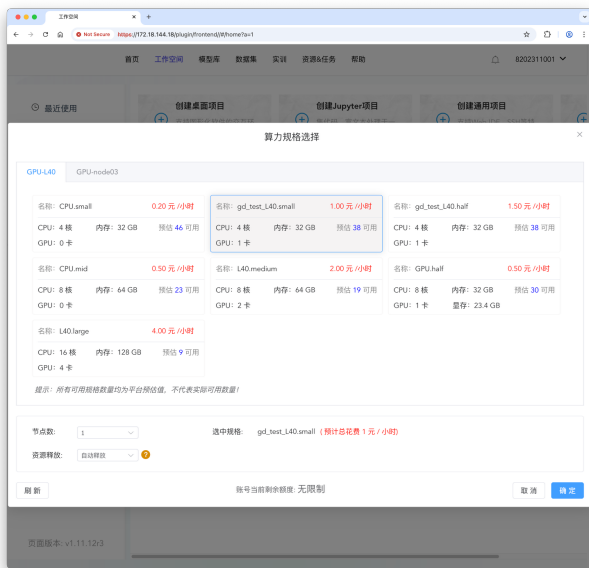 工作空间
Not Secure https://172.18.144.18/plugin/frontend/#/home?a=1
首页 工作空间 模型库 数据集 实训 资源&任务 帮助 8202311001
最近使用 创建桌面项目 创建Jupyter项目 创建通用项目
算力规格选择
GPU-L40 GPU-node03
名称: CPU.small 0.20 元 /小时
CPU: 4 核 内存: 32 GB 预估 46 可用
GPU: 0 卡
名称: gd_test_L40.small 1.00 元 /小时
CPU: 4 核 内存: 32 GB 预估 38 可用
GPU: 1 卡
名称: gd_test_L40.half 1.50 元 /小时
CPU: 4 核 内存: 32 GB 预估 38 可用
GPU: 1 卡
名称: CPU.mid 0.50 元 /小时
CPU: 8 核 内存: 64 GB 预估 23 可用
GPU: 0 卡
名称: L40.medium 2.00 元 /小时
CPU: 8 核 内存: 64 GB 预估 19 可用
GPU: 2 卡
名称: GPU.half 0.50 元 /小时
CPU: 8 核 内存: 32 GB 预估 30 可用
GPU: 1 卡 显存: 23.4 GB
名称: L40.large 4.00 元 /小时
CPU: 16 核 内存: 128 GB 预估 9 可用
GPU: 4 卡
提示: 所有可用规格数量均为平台预估值, 不代表实际可用数量!
节点数: 1 选中规格: gd_test_L40.small ( 预计总花费 1 元 / 小时)
资源释放: 自动释放 ?
刷 新 账号当前剩余额度: 无限制 取 消 确 定
页面版本: v1.11.12r3